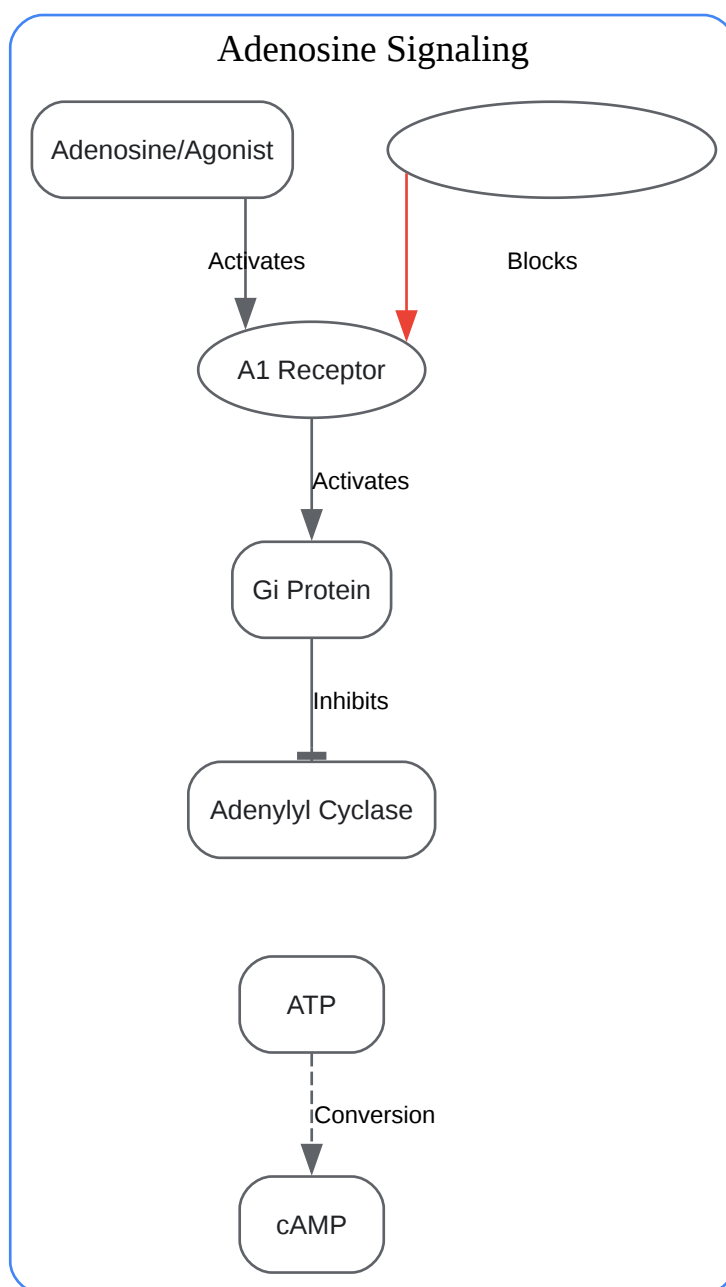 Adenosine Signaling
Adenosine/Agonist
Activates
Blocks
A1 Receptor
Activates
Gi Protein
Inhibits
Adenylyl Cyclase
ATP
Conversion
cAMP